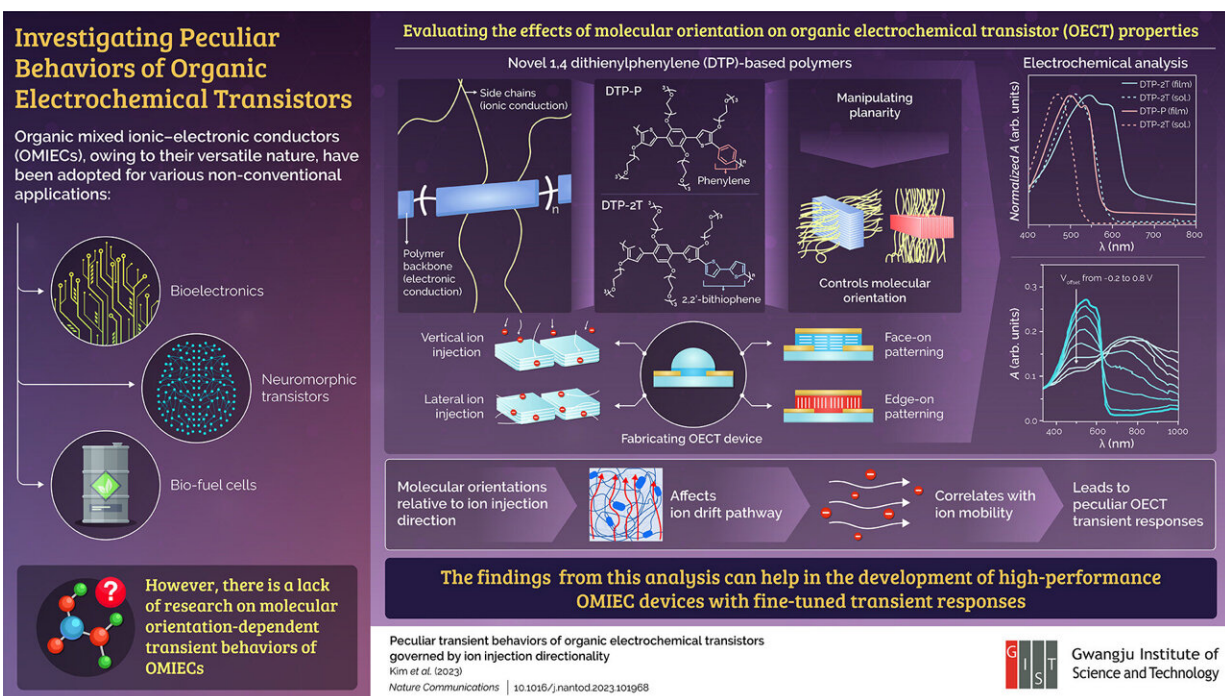 Investigating Peculiar
Behaviors of Organic
Electrochemical Transistors
Organic mixed ionic–electronic conductors
(OMIECs), owing to their versatile nature, have
been adopted for various non-conventional
applications:
Bioelectronics
Neuromorphic
transistors
Bio-fuel cells
?
However, there is a lack
of research on molecular
orientation-dependent
transient behaviors of
OMIECs
Evaluating the effects of molecular orientation on organic electrochemical transistor (OECT) properties
Novel 1,4 dithienylphenylene (DTP)-based polymers
Side chains
(ionic conduction)
n
Polymer
backbone
(electronic
conduction)
DTP-P
Phenylene
DTP-2T
2,2'-bithiophene
Manipulating
planarity
Controls molecular
orientation
Vertical ion
injection
Lateral ion
injection
Fabricating OECT device
Face-on
patterning
Edge-on
patterning
Electrochemical analysis
DTP-2T (film)
DTP-2T (sol.)
DTP-P (film)
DTP-2T (sol.)
Normalized A (arb. units)
400 500 600 700 800
λ (nm)
Voffset from -0.2 to 0.8 V
A (arb. units)
0.3
0.2
0.1
0.0
400 600 800 1000
λ (nm)
Molecular orientations
relative to ion injection
direction
Affects
ion drift pathway
Correlates with
ion mobility
Leads to
peculiar OECT
transient responses
The findings from this analysis can help in the development of high-performance
OMIEC devices with fine-tuned transient responses
Peculiar transient behaviors of organic electrochemical transistors
governed by ion injection directionality
Kim et al. (2023)
Nature Communications | 10.1016/j.nantod.2023.101968
GIST
Gwangju Institute of
Science and Technology